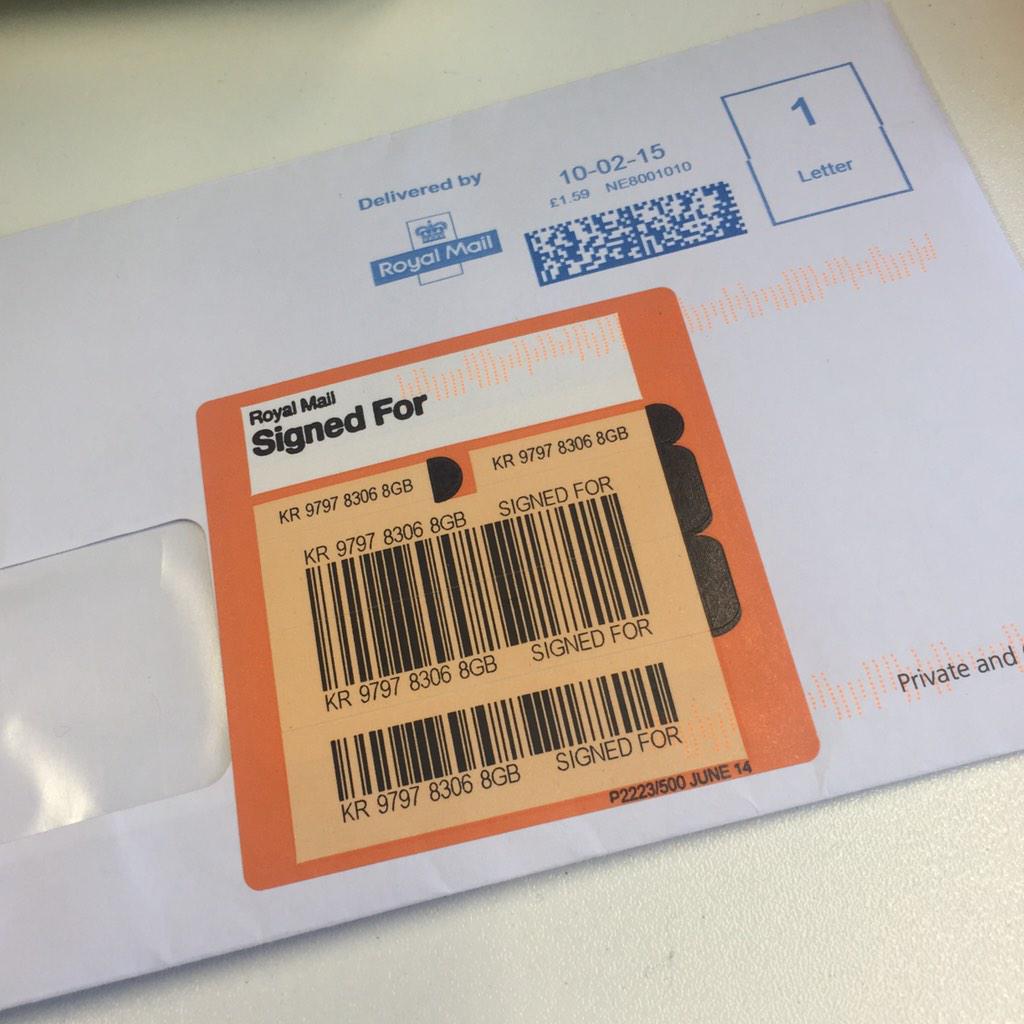 Delivered by
Royal Mail
10-02-15
£1.59 NE8001010
1
Letter
Royal Mail
Signed For
KR 9797 8306 8GB
KR 9797 8306 8GB
KR 9797 8306 8GB SIGNED FOR
KR 9797 8306 8GB SIGNED FOR
KR 9797 8306 8GB SIGNED FOR
P2223/500 JUNE 14
Private and